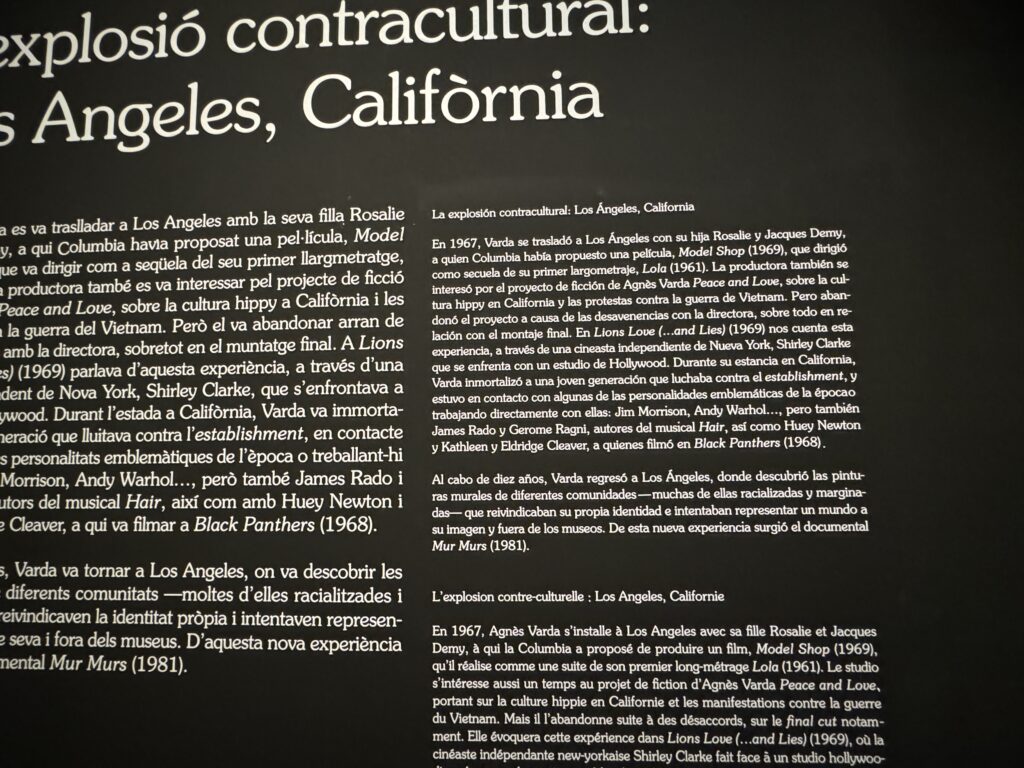 explosió contracultural:
s Angeles, Califòrnia
a es va traslladar a Los Angeles amb la seva filla Rosalie
y, a qui Columbia havia proposat una pel·lícula, Model
que va dirigir com a seqüela del seu primer llargmetratge,
a productora també es va interessar pel projecte de ficció
Peace and Love, sobre la cultura hippy a Califòrnia i les
a la guerra del Vietnam. Però el va abandonar arran de
amb la directora, sobretot en el muntatge final. A Lions
es) (1969) parlava d'aquesta experiència, a través d'una
dent de Nova York, Shirley Clarke, que s'enfrontava a
ywood. Durant l'estada a Califòrnia, Varda va immorta-
neració que lluitava contra l'establishment, en contacte
s personalitats emblemàtiques de l'època o treballant-hi
Morrison, Andy Warhol..., però també James Rado i
utors del musical Hair, així com amb Huey Newton i
e Cleaver, a qui va filmar a Black Panthers (1968).
s, Varda va tornar a Los Angeles, on va descobrir les
diferents comunitats —moltes d'elles racialitzades i
reivindicaven la identitat pròpia i intentaven represen-
e seva i fora dels museus. D'aquesta nova experiència
mental Mur Murs (1981).
La explosión contracultural: Los Ángeles, California
En 1967, Varda se trasladó a Los Ángeles con su hija Rosalie y Jacques Demy,
a quien Columbia había propuesto una película, Model Shop (1969), que dirigió
como secuela de su primer largometraje, Lola (1961). La productora también se
interesó por el proyecto de ficción de Agnès Varda Peace and Love, sobre la cul-
tura hippy en California y las protestas contra la guerra de Vietnam. Pero aban-
donó el proyecto a causa de las desavenencias con la directora, sobre todo en re-
lación con el montaje final. En Lions Love (...and Lies) (1969) nos cuenta esta
experiencia, a través de una cineasta independiente de Nueva York, Shirley Clarke
que se enfrenta con un estudio de Hollywood. Durante su estancia en California,
Varda inmortalizó a una joven generación que luchaba contra el establishment, y
estuvo en contacto con algunas de las personalidades emblemáticas de la épocao
trabajando directamente con ellas: Jim Morrison, Andy Warhol..., pero también
James Rado y Gerome Ragni, autores del musical Hair, así como Huey Newton
y Kathleen y Eldridge Cleaver, a quienes filmó en Black Panthers (1968).
Al cabo de diez años, Varda regresó a Los Ángeles, donde descubrió las pintu-
ras murales de diferentes comunidades—muchas de ellas racializadas y margina-
das— que reivindicaban su propia identidad e intentaban representar un mundo a
su imagen y fuera de los museos. De esta nueva experiencia surgió el documental
Mur Murs (1981).
L'explosion contre-culturelle : Los Angeles, Californie
En 1967, Agnès Varda s'installe à Los Angeles avec sa fille Rosalie et Jacques
Demy, à qui la Columbia a proposé de produire un film, Model Shop (1969),
qu'il réalise comme une suite de son premier long-métrage Lola (1961). Le studio
s'intéresse aussi un temps au projet de fiction d'Agnès Varda Peace and Love,
portant sur la culture hippie en Californie et les manifestations contre la guerre
du Vietnam. Mais il l'abandonne suite à des désaccords, sur le final cut notam-
ment. Elle évoquera cette expérience dans Lions Love (...and Lies) (1969), où la
cinéaste indépendante new-yorkaise Shirley Clarke fait face à un studio hollywoo-